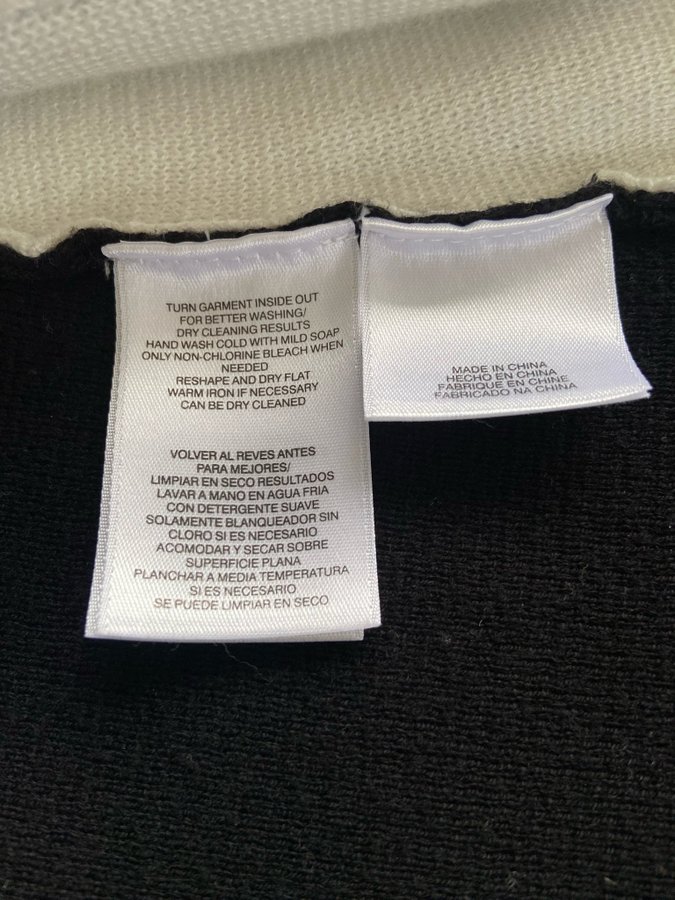 TURN GARMENT INSIDE OUT
FOR BETTER WASHING/
DRY CLEANING RESULTS
HAND WASH COLD WITH MILD SOAP
ONLY NON-CHLORINE BLEACH WHEN
NEEDED
RESHAPE AND DRY FLAT
WARM IRON IF NECESSARY
CAN BE DRY CLEANED
VOLVER AL REVES ANTES
PARA MEJORES/
LIMPIAR EN SECO RESULTADOS
LAVAR A MANO EN AGUA FRIA
CON DETERGENTE SUAVE
SOLAMENTE BLANQUEADOR SIN
CLORO SI ES NECESARIO
ACOMODAR Y SECAR SOBRE
SUPERFICIE PLANA
PLANCHAR A MEDIA TEMPERATURA
SI ES NECESARIO
SE PUEDE LIMPIAR EN SECO
MADE IN CHINA
HECHO EN CHINA
FABRIQUE EN CHINE
FABRICADO NA CHINA